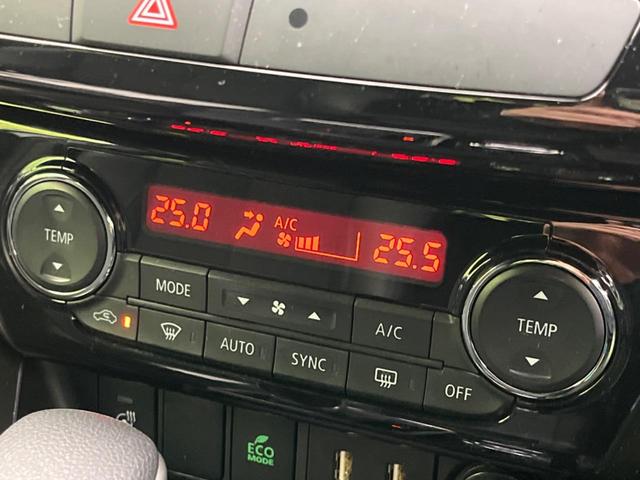 25.0 A/C 25.5
TEMP
MODE
A/C
TEMP
AUTO
SYNC
OFF
ECO
MODE